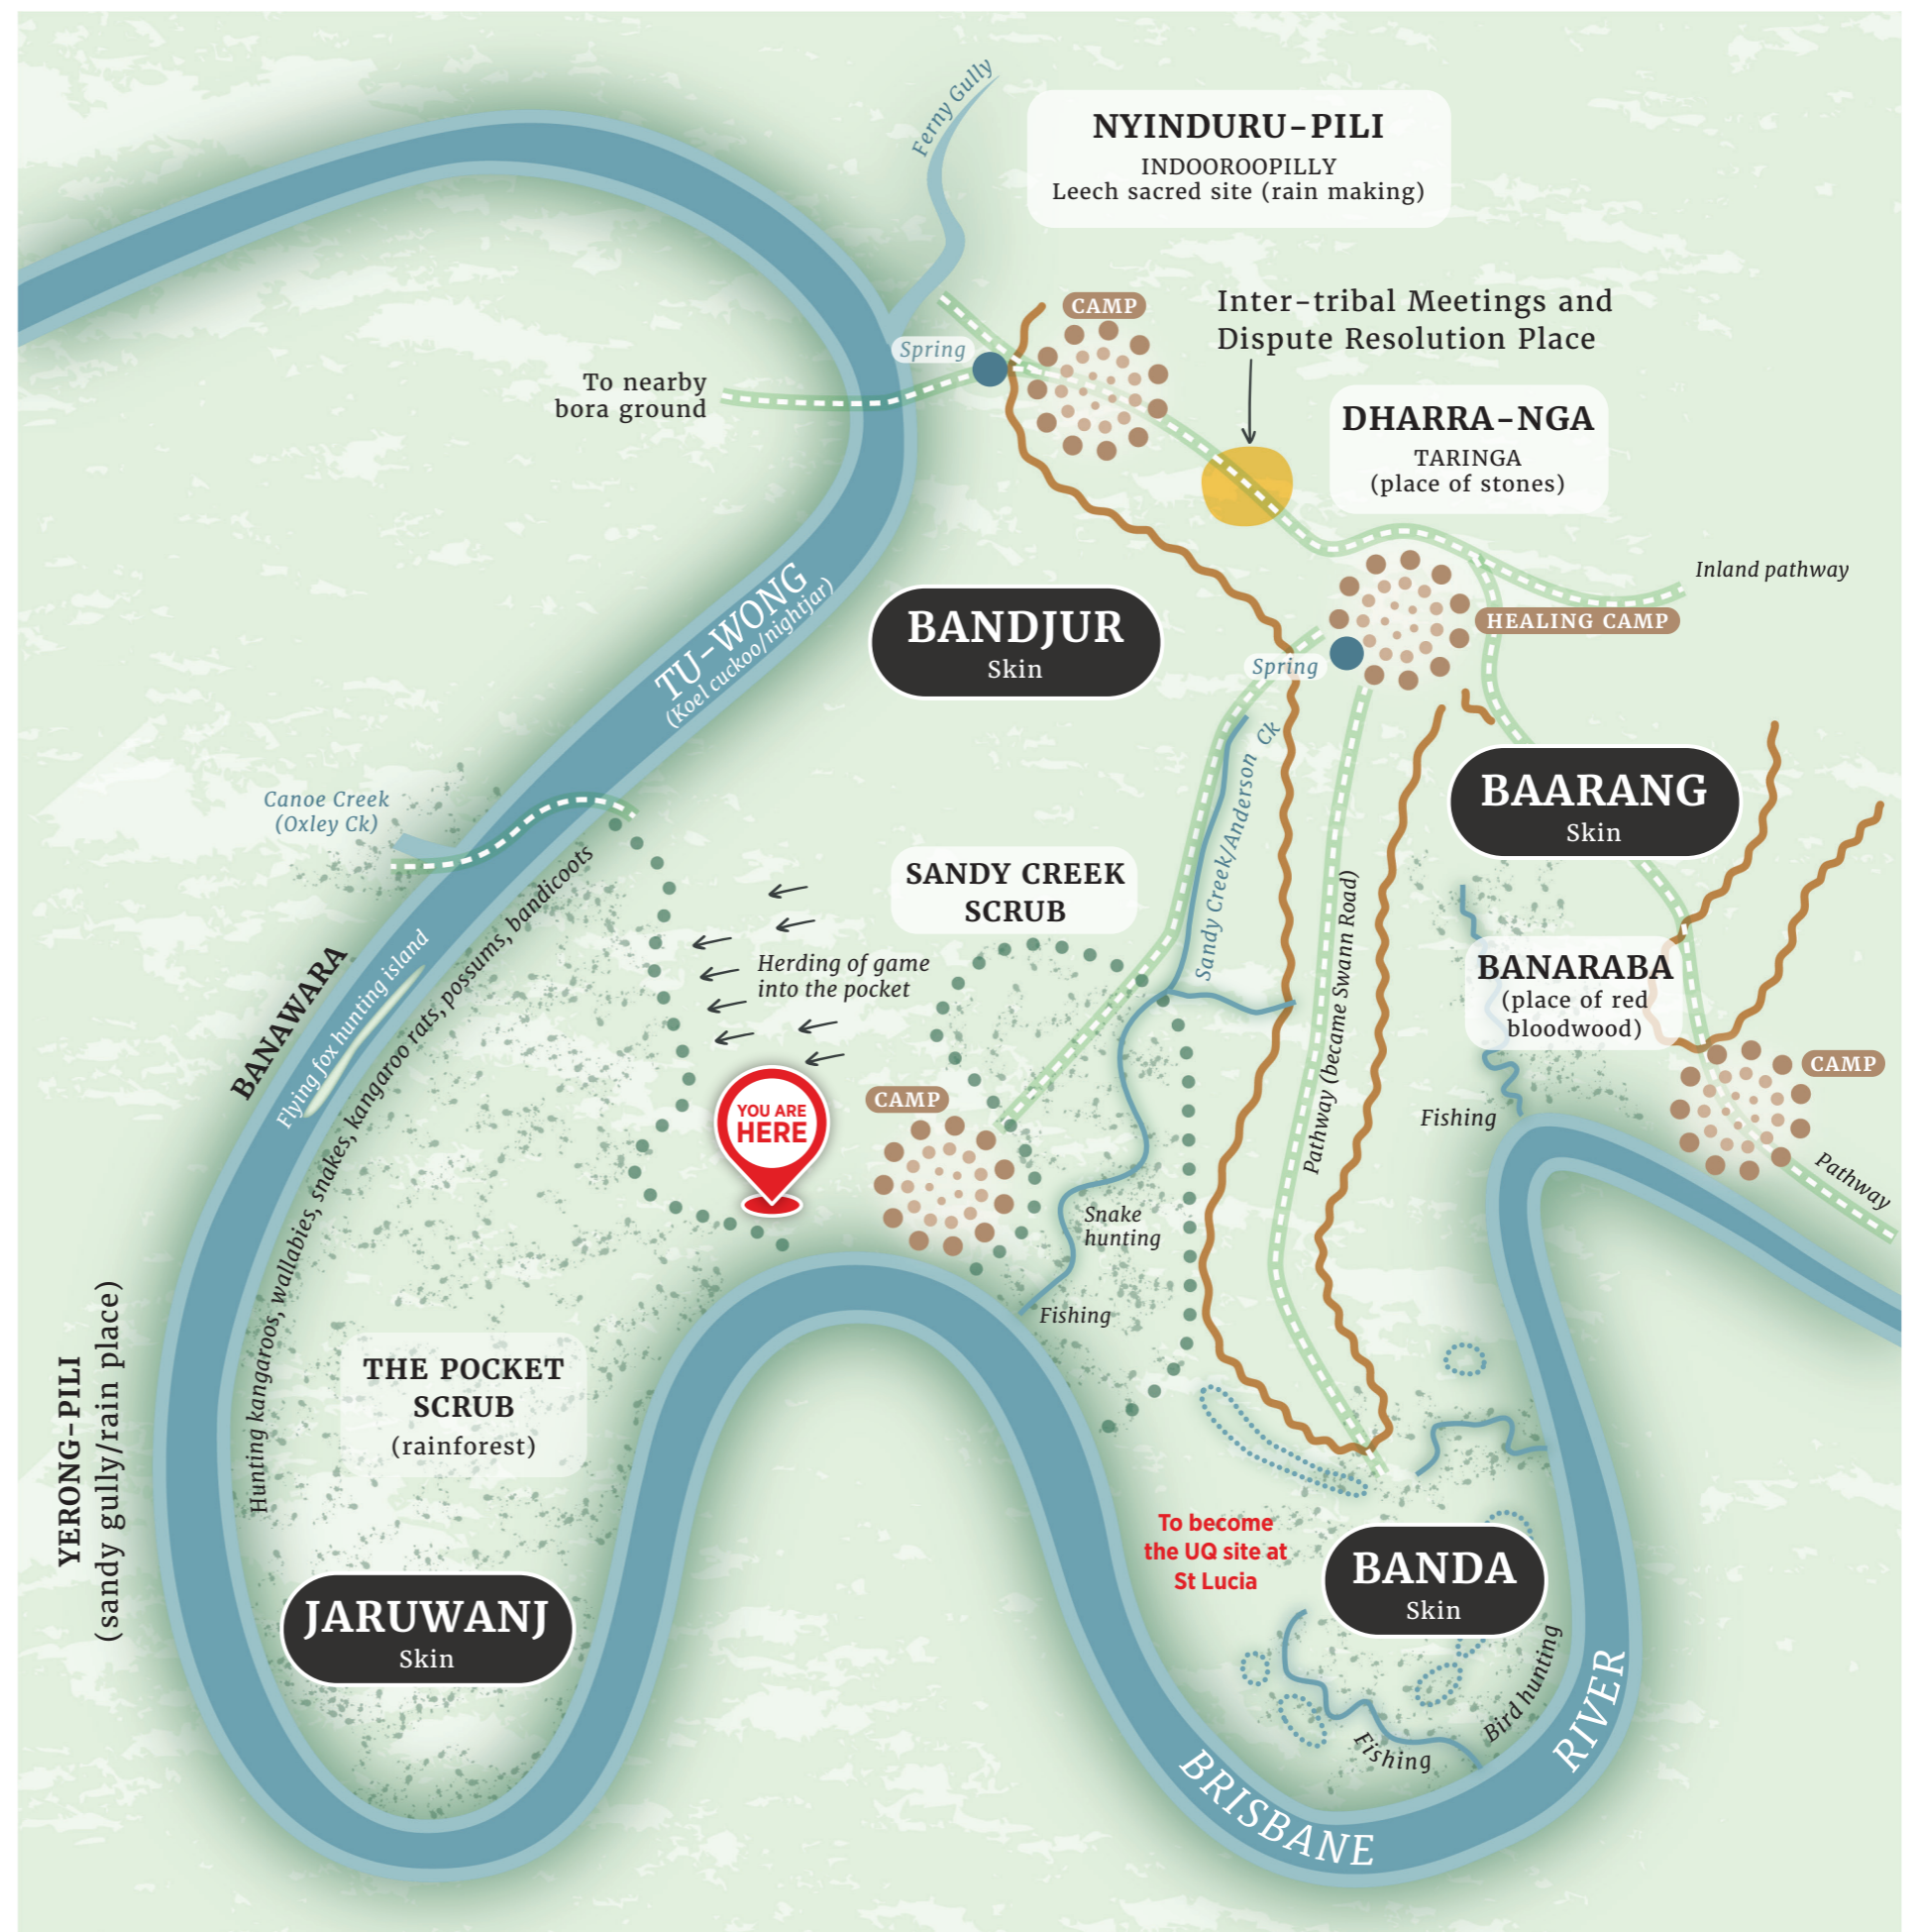 Ferny Gully
NYINDURU-PILI
INDOOROOPILLY
Leech sacred site (rain making)
CAMP
Inter-tribal Meetings and
Dispute Resolution Place
Spring
To nearby
bora ground
DHARRA-NGA
TARINGA
(place of stones)
Inland pathway
HEALING CAMP
TU-WONG
(Koel cuckoo/nightjar)
BANDJUR
Skin
Spring
Sandy Creek/Anderson Ck
BAARANG
Skin
Canoe Creek
(Oxley Ck)
SANDY CREEK
SCRUB
Herding of game
into the pocket
Pathway (became Swann Road)
BANARABA
(place of red
bloodwood)
CAMP
BANAWARA
Flying fox hunting island
Hunting kangaroos, wallabies, snakes, kangaroo rats, possums, bandicoots
YOU ARE
HERE
CAMP
Fishing
Pathway
Snake
hunting
Fishing
YERONG-PILI
(sandy gully/rain place)
THE POCKET
SCRUB
(rainforest)
To become
the UQ site at
St Lucia
BANDA
Skin
JARUWANJ
Skin
Bird hunting
Fishing
BRISBANE
RIVER